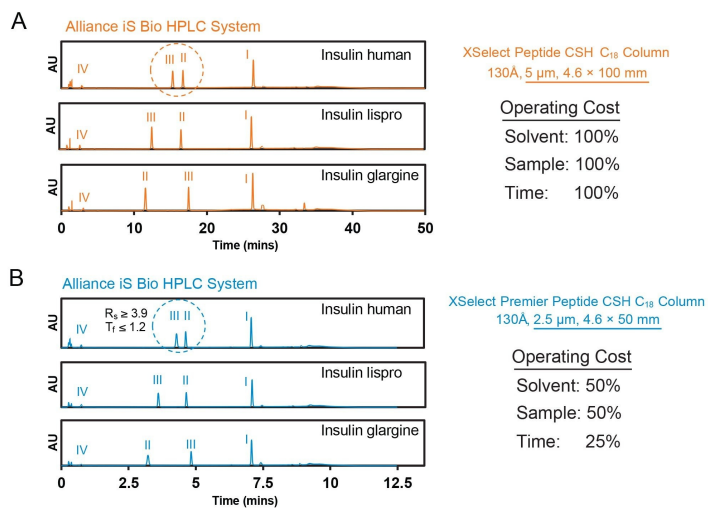 A
Alliance iS Bio HPLC System
AU
IV
III
II
I
Insulin human
AU
IV
III
II
I
Insulin lispro
AU
IV
II
III
I
Insulin glargine
0 10 20 30 40 50
Time (mins)
XSelect Peptide CSH C₁₈ Column
130Å, 5 µm, 4.6 × 100 mm
Operating Cost
Solvent: 100%
Sample: 100%
Time: 100%
B
Alliance iS Bio HPLC System
AU
Rₛ ≥ 3.9
T_f ≤ 1.2
IV
III
II
I
Insulin human
AU
IV
III
II
I
Insulin lispro
AU
IV
II
III
I
Insulin glargine
0 2.5 5 7.5 10 12.5
Time (mins)
XSelect Premier Peptide CSH C₁₈ Column
130Å, 2.5 µm, 4.6 × 50 mm
Operating Cost
Solvent: 50%
Sample: 50%
Time: 25%